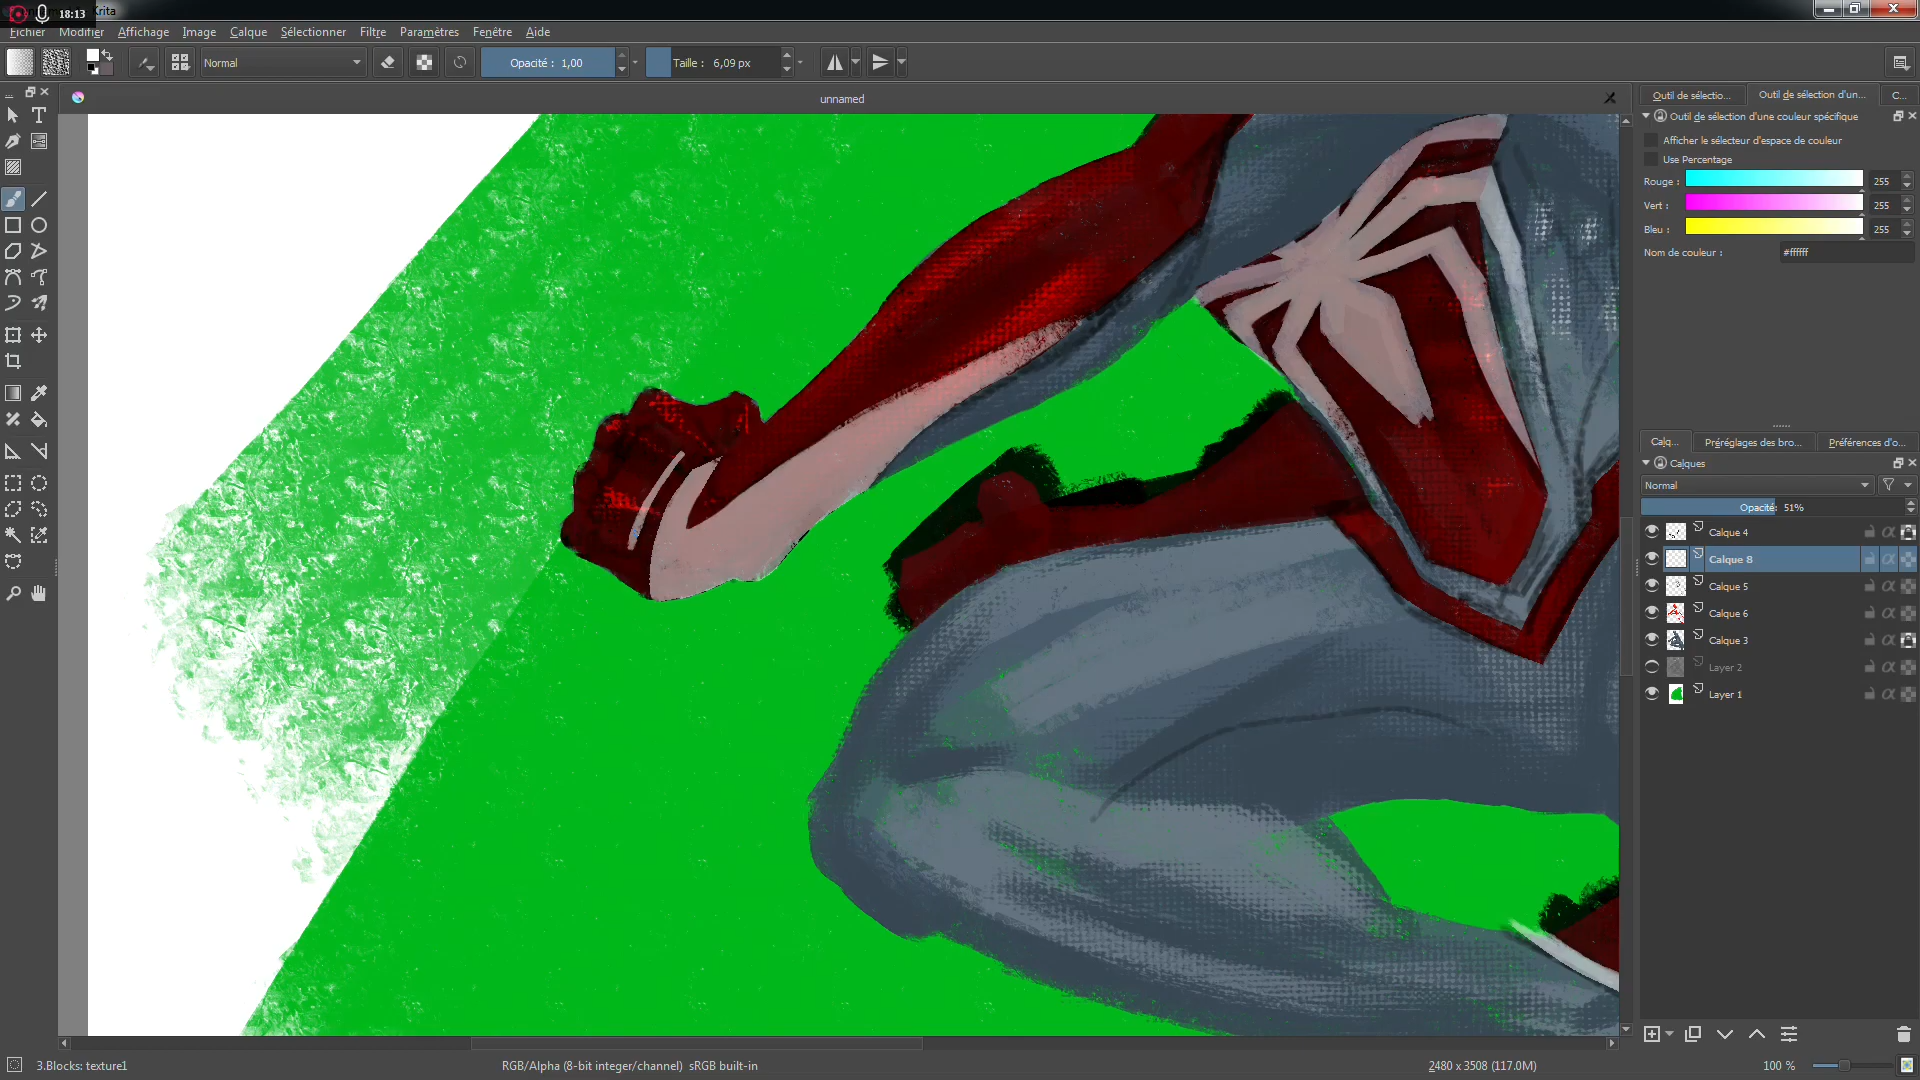 18:13 Krita
Fichier Modifier Affichage Image Calque Sélectionner Filtre Paramètres Fenêtre Aide
Normal
Opacité : 1,00
Taille : 6,09 px
unnamed
Outil de sélectio...
Outil de sélection d'un...
C...
Outil de sélection d'une couleur spécifique
Afficher le sélecteur d'espace de couleur
Use Percentage
Rouge : 255
Vert : 255
Bleu : 255
Nom de couleur : #ffffff
Calq...
Préréglages des bro...
Préférences d'o...
Calques
Normal
Opacité: 51%
Calque 4
Calque 8
Calque 5
Calque 6
Calque 3
Layer 2
Layer 1
3.Blocks: texture1
RGB/Alpha (8-bit integer/channel) sRGB built-in
2480 x 3508 (117.0M)
100 %